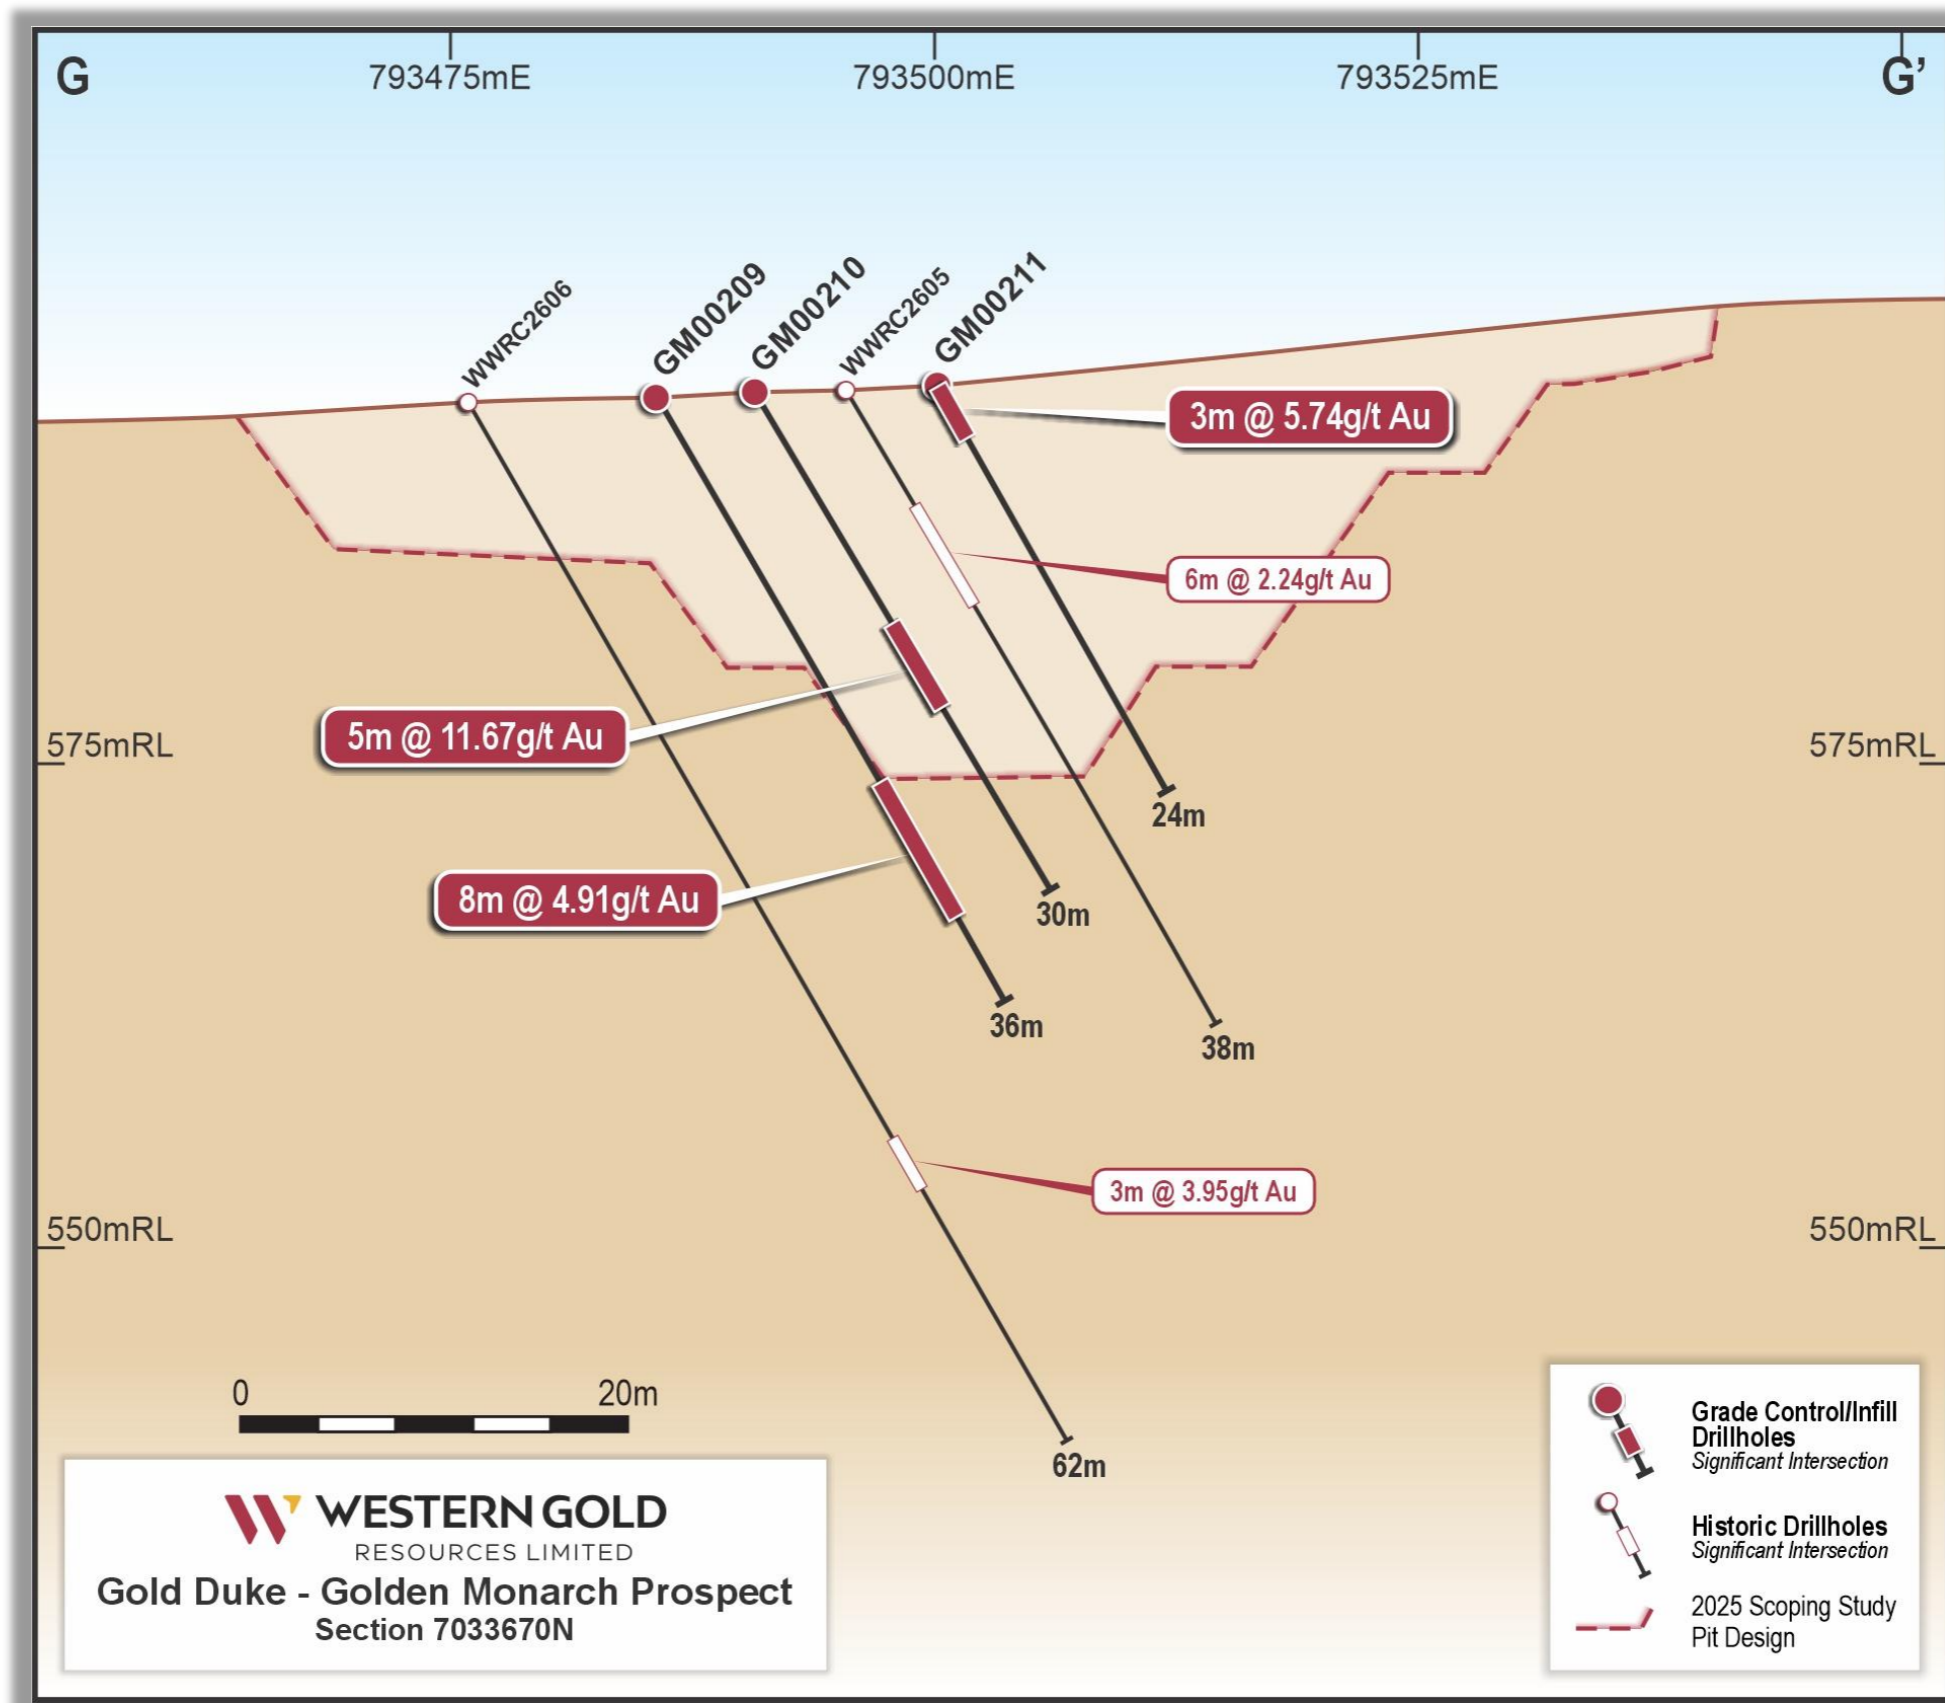 G
793475mE
793500mE
793525mE
G’
WWRC2606
GM00209
GM00210
WWRC2605
GM00211
3m @ 5.74g/t Au
6m @ 2.24g/t Au
5m @ 11.67g/t Au
575mRL
575mRL
24m
8m @ 4.91g/t Au
30m
36m
38m
3m @ 3.95g/t Au
550mRL
550mRL
0
20m
62m
WESTERN GOLD
RESOURCES LIMITED
Gold Duke - Golden Monarch Prospect
Section 7033670N
Grade Control/Infill
Drillholes
Significant Intersection
Historic Drillholes
Significant Intersection
2025 Scoping Study
Pit Design